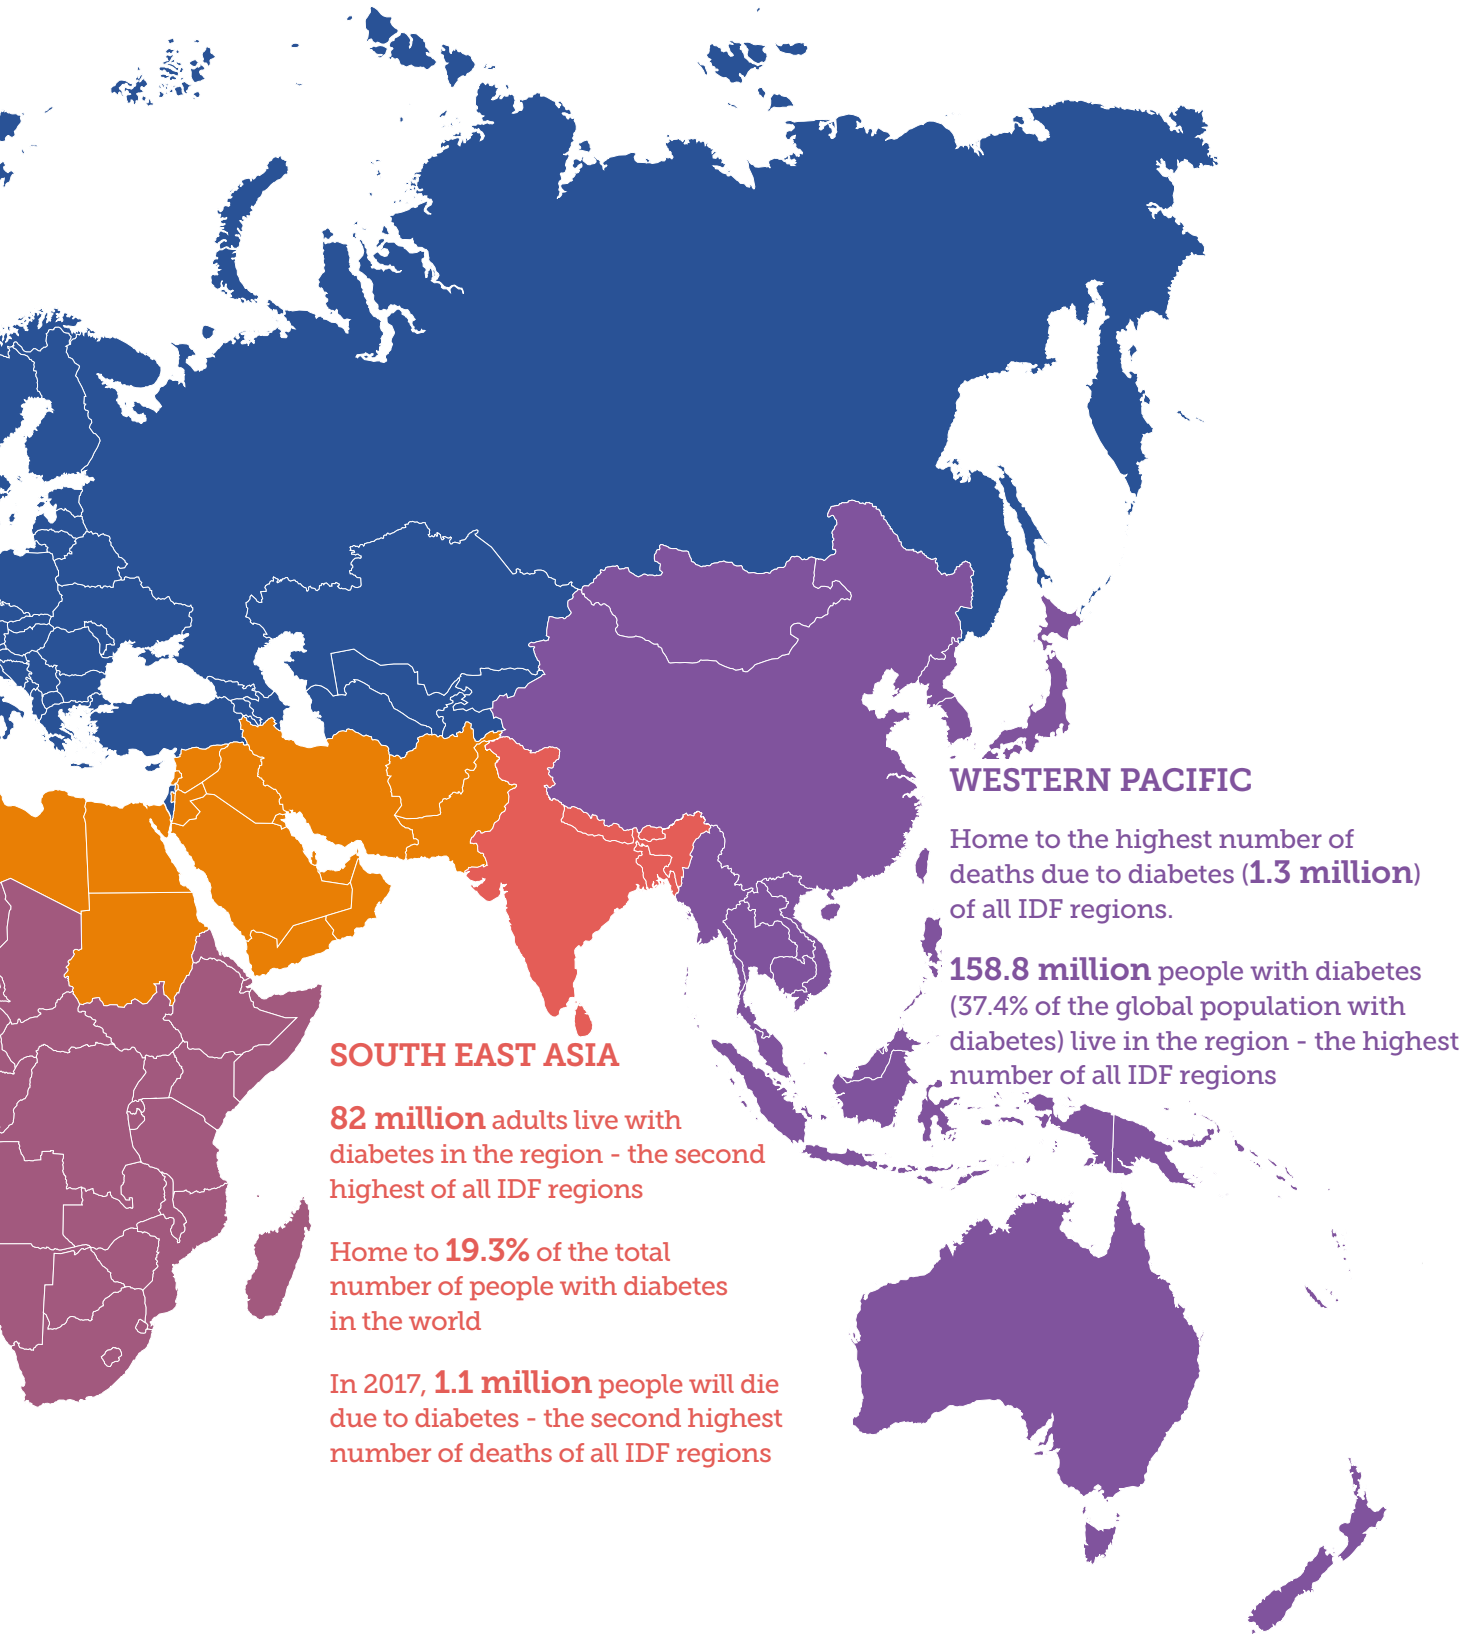 WESTERN PACIFIC
Home to the highest number of
deaths due to diabetes (1.3 million)
of all IDF regions.
158.8 million people with diabetes
(37.4% of the global population with
diabetes) live in the region - the highest
number of all IDF regions
SOUTH EAST ASIA
82 million adults live with
diabetes in the region - the second
highest of all IDF regions
Home to 19.3% of the total
number of people with diabetes
in the world
In 2017, 1.1 million people will die
due to diabetes - the second highest
number of deaths of all IDF regions